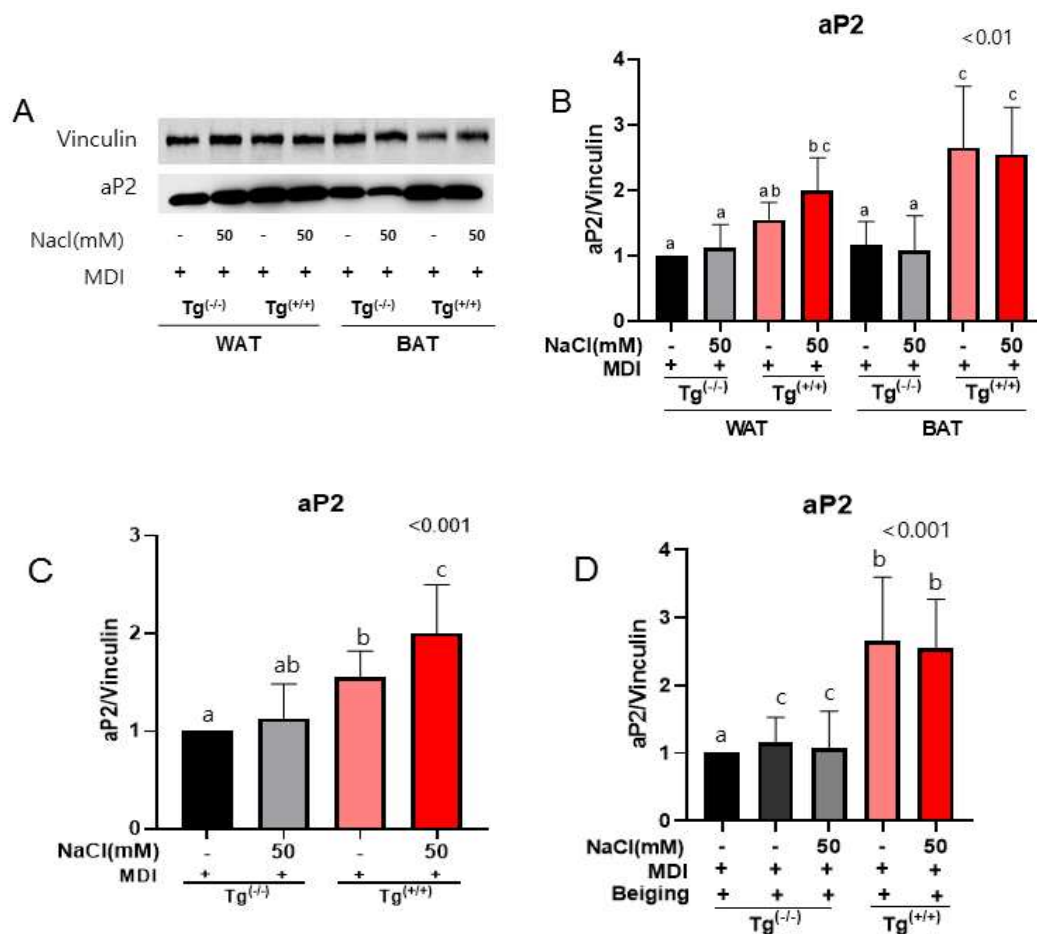 A
Vinculin
aP2
Nacl(mM) - 50 - 50 - 50 - 50
MDI + + + + + + + +
Tg(-/-) Tg(+/+) Tg(-/-) Tg(+/+)
WAT BAT
B
aP2
<0.01
aP2/Vinculin
4
3
2
1
0
a a ab bc a a c c
NaCl(mM) - 50 - 50 - 50 - 50
MDI + + + + + + + +
Tg(-/-) Tg(+/+) Tg(-/-) Tg(+/+)
WAT BAT
C
aP2
<0.001
aP2/Vinculin
3
2
1
0
a ab b c
NaCl(mM) - 50 - 50
MDI + + + +
Tg(-/-) Tg(+/+)
D
aP2
<0.001
aP2/Vinculin
4
3
2
1
0
a c c b b
NaCl(mM) - - 50 - 50
MDI + + + + +
Beiging + + + + +
Tg(-/-) Tg(+/+)